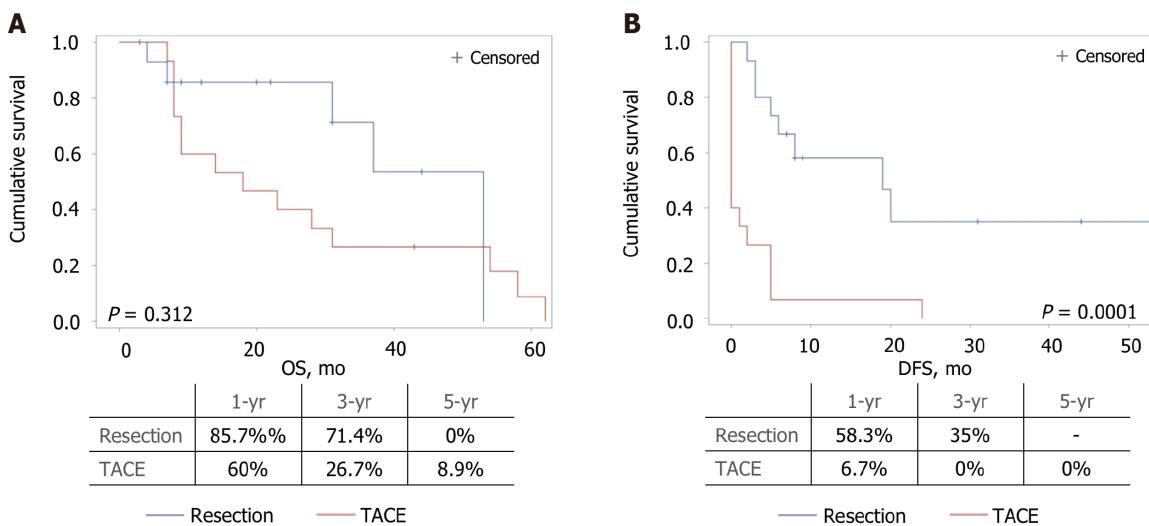 A
1.0
0.8
0.6
0.4
0.2
0.0
Cumulative survival
+ Censored
P = 0.312
0 20 40 60
OS, mo
1-yr 3-yr 5-yr
Resection 85.7%% 71.4% 0%
TACE 60% 26.7% 8.9%
Resection TACE
B
1.0
0.8
0.6
0.4
0.2
0.0
Cumulative survival
+ Censored
P = 0.0001
0 10 20 30 40 50
DFS, mo
1-yr 3-yr 5-yr
Resection 58.3% 35% -
TACE 6.7% 0% 0%
Resection TACE